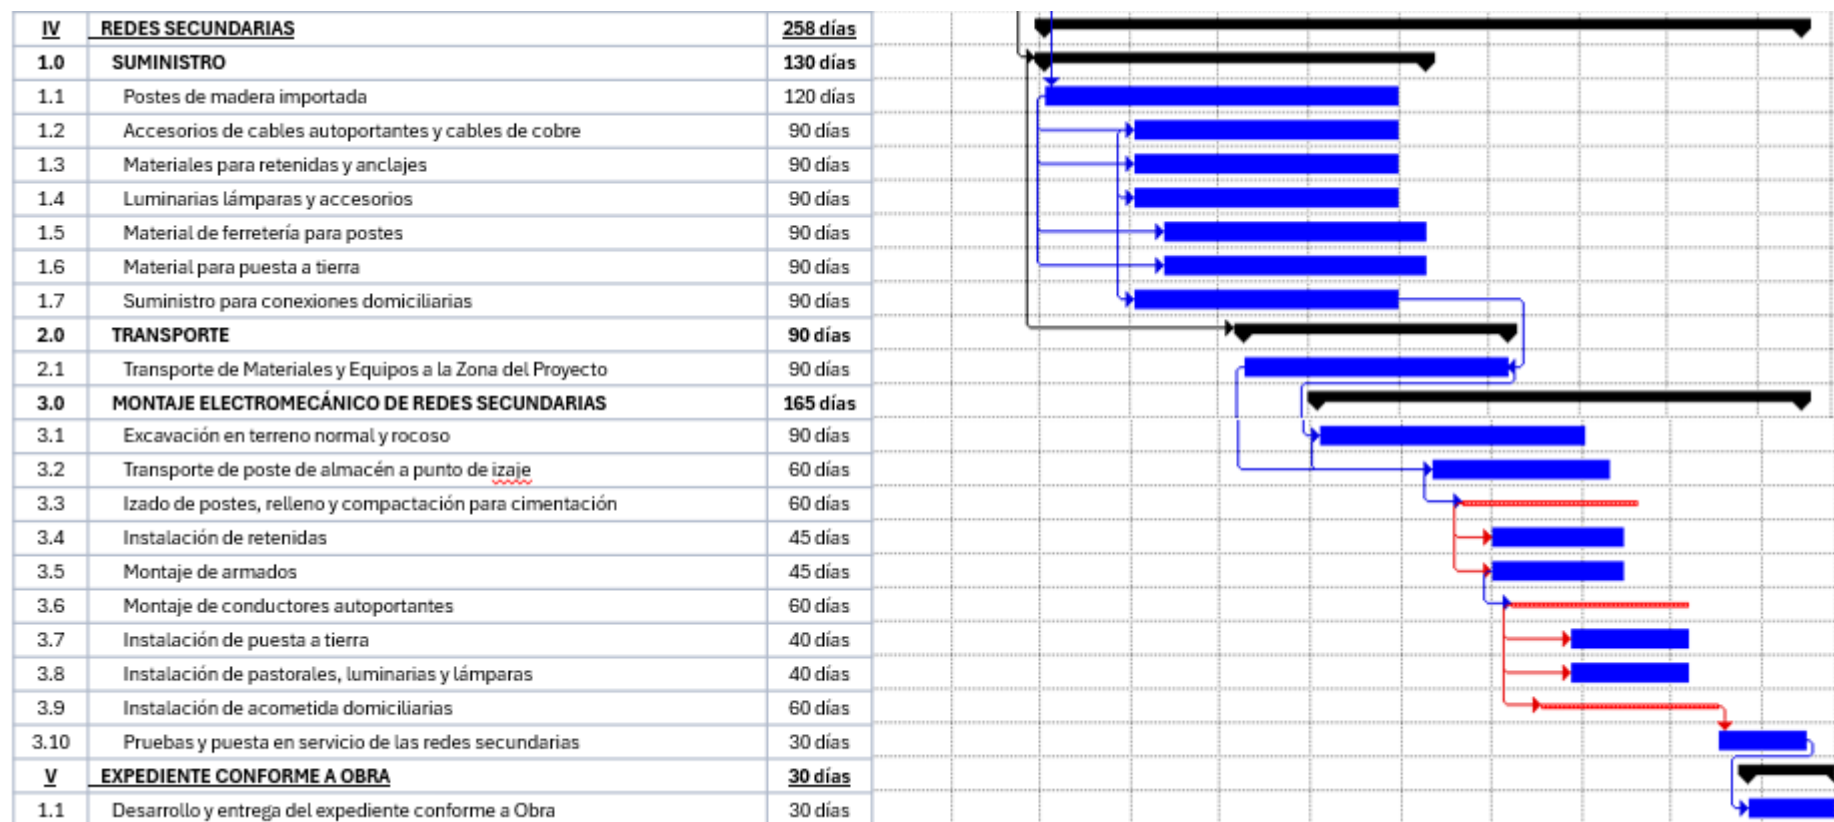 IV REDES SECUNDARIAS 258 días
1.0 SUMINISTRO 130 días
1.1 Postes de madera importada 120 días
1.2 Accesorios de cables autoportantes y cables de cobre 90 días
1.3 Materiales para retenidas y anclajes 90 días
1.4 Luminarias lámparas y accesorios 90 días
1.5 Material de ferretería para postes 90 días
1.6 Material para puesta a tierra 90 días
1.7 Suministro para conexiones domiciliarias 90 días
2.0 TRANSPORTE 90 días
2.1 Transporte de Materiales y Equipos a la Zona del Proyecto 90 días
3.0 MONTAJE ELECTROMECÁNICO DE REDES SECUNDARIAS 165 días
3.1 Excavación en terreno normal y rocoso 90 días
3.2 Transporte de poste de almacén a punto de izaje 60 días
3.3 Izado de postes, relleno y compactación para cimentación 60 días
3.4 Instalación de retenidas 45 días
3.5 Montaje de armados 45 días
3.6 Montaje de conductores autoportantes 60 días
3.7 Instalación de puesta a tierra 40 días
3.8 Instalación de pastorales, luminarias y lámparas 40 días
3.9 Instalación de acometida domiciliarias 60 días
3.10 Pruebas y puesta en servicio de las redes secundarias 30 días
V EXPEDIENTE CONFORME A OBRA 30 días
1.1 Desarrollo y entrega del expediente conforme a Obra 30 días